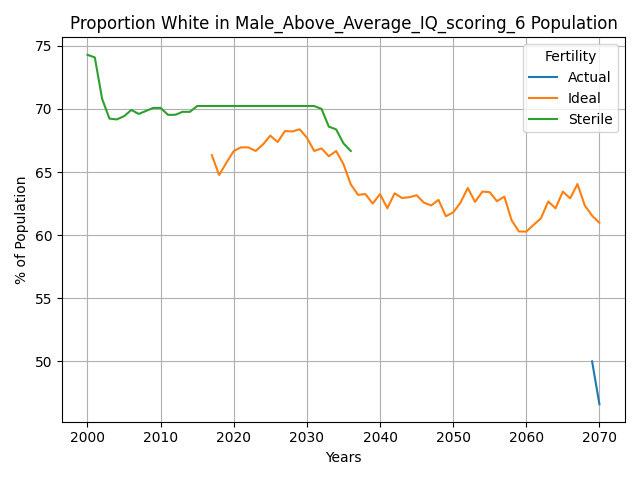 Proportion White in Male_Above_Average_IQ_scoring_6 Population
Fertility
Actual
Ideal
Sterile
% of Population
75
70
65
60
55
50
2000 2010 2020 2030 2040 2050 2060 2070
Years